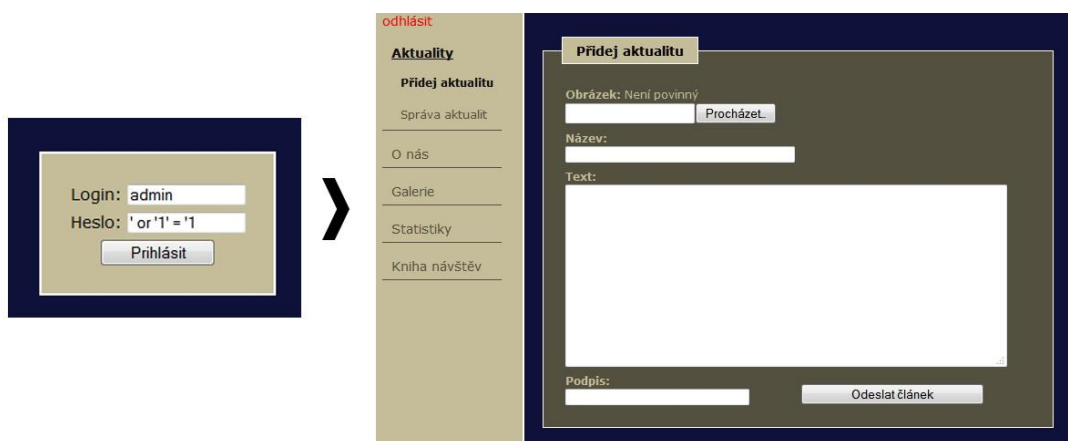 Login: admin
Heslo: ' or '1' = '1
Prihlásit
odhlásit
Aktuality
Přidej aktualitu
Správa aktualit
O nás
Galerie
Statistiky
Kniha návštěv
Přidej aktualitu
Obrázek: Není povinný
Procházet..
Název:
Text:
Podpis:
Odeslat článek